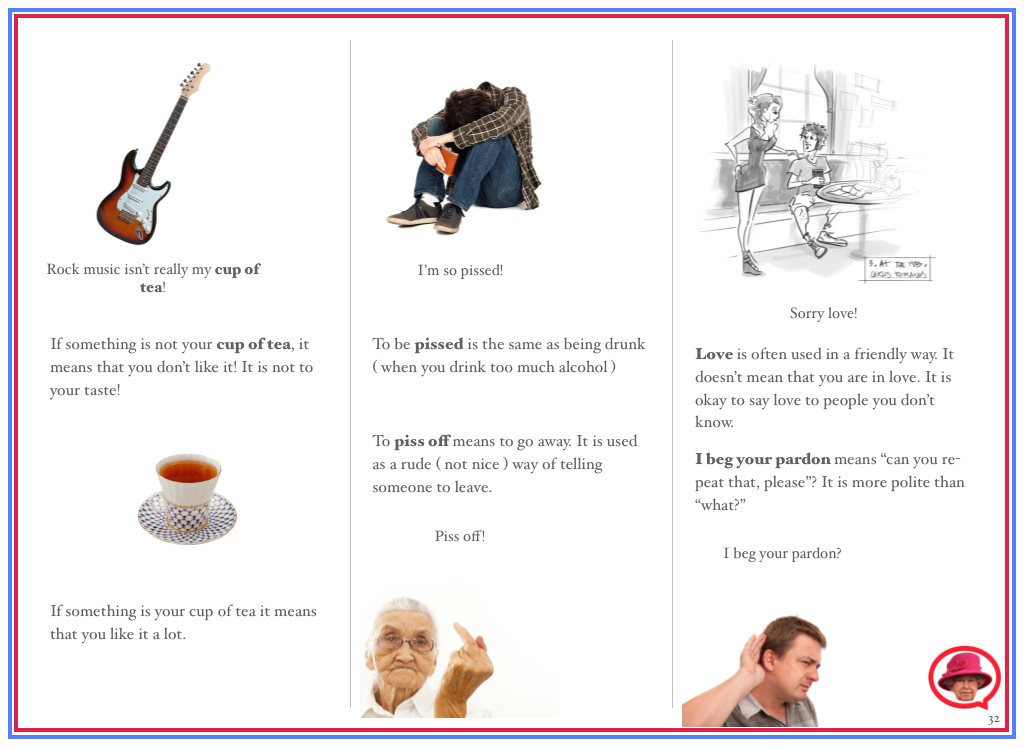 Rock music isn't really my cup of
tea!
If something is not your cup of tea, it
means that you don't like it! It is not to
your taste!
If something is your cup of tea it means
that you like it a lot.
I'm so pissed!
To be pissed is the same as being drunk
( when you drink too much alcohol )
To piss off means to go away. It is used
as a rude ( not nice ) way of telling
someone to leave.
Piss off!
3. AT THE PUB.
CARLOS ROMANOS
Sorry love!
Love is often used in a friendly way. It
doesn't mean that you are in love. It is
okay to say love to people you don't
know.
I beg your pardon means “can you re-
peat that, please”? It is more polite than
“what?”
I beg your pardon?
32